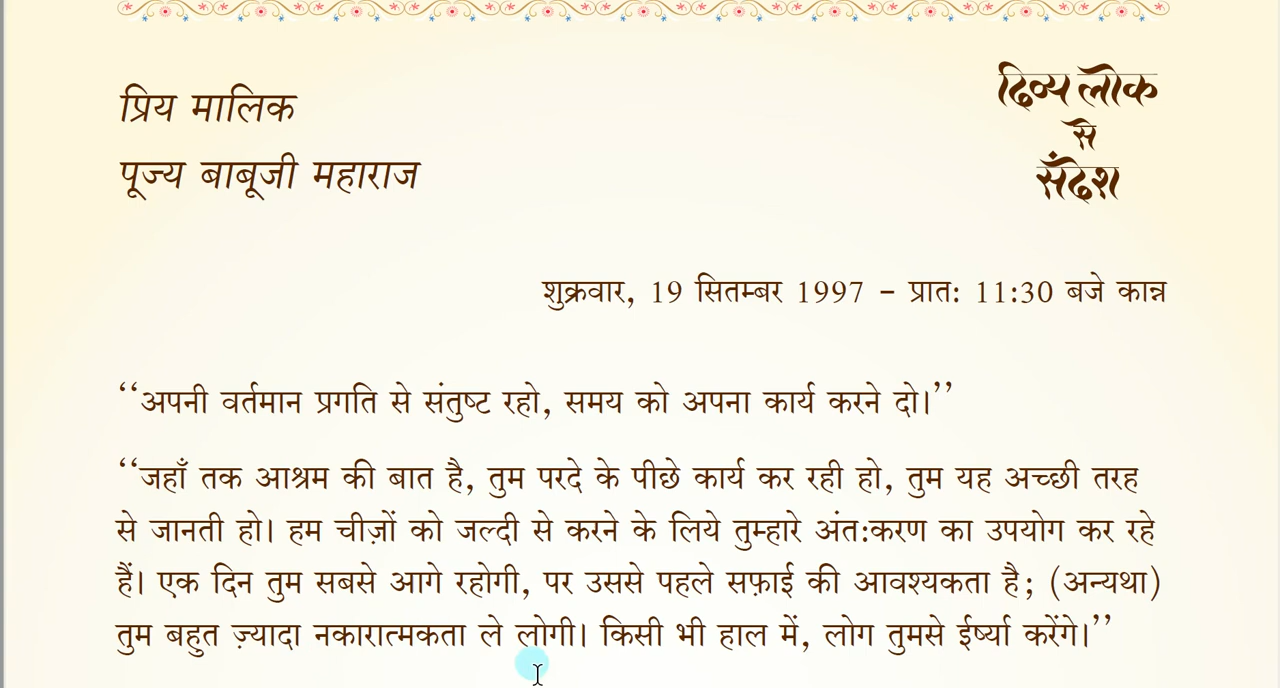 प्रिय मालिक
पूज्य बाबूजी महाराज
दिव्य लोक
से
संदेश
शुक्रवार, 19 सितम्बर 1997 – प्रात: 11:30 बजे कान्न
‘‘अपनी वर्तमान प्रगति से संतुष्ट रहो, समय को अपना कार्य करने दो।’’
‘‘जहाँ तक आश्रम की बात है, तुम परदे के पीछे कार्य कर रही हो, तुम यह अच्छी तरह
से जानती हो। हम चीज़ों को जल्दी से करने के लिये तुम्हारे अंत:करण का उपयोग कर रहे
हैं। एक दिन तुम सबसे आगे रहोगी, पर उससे पहले सफ़ाई की आवश्यकता है; (अन्यथा)
तुम बहुत ज़्यादा नकारात्मकता ले लोगी। किसी भी हाल में, लोग तुमसे ईर्ष्या करेंगे।’’